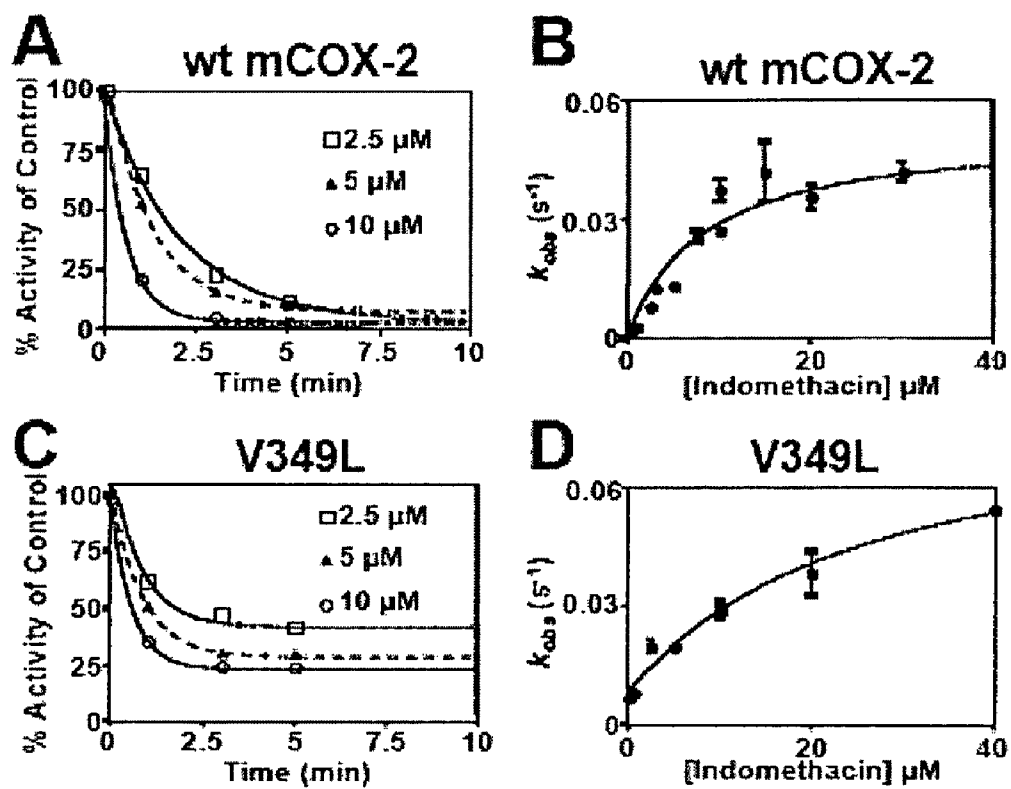 A
wt mCOX-2
% Activity of Control
100
75
50
25
0
2.5 µM
5 µM
10 µM
0 2.5 5 7.5 10
Time (min)
B
wt mCOX-2
kobs (s-1)
0.06
0.03
0
0 20 40
[Indomethacin] µM
C
V349L
% Activity of Control
100
75
50
25
0
2.5 µM
5 µM
10 µM
0 2.5 5 7.5 10
Time (min)
D
V349L
kobs (s-1)
0.06
0.03
0
0 20 40
[Indomethacin] µM